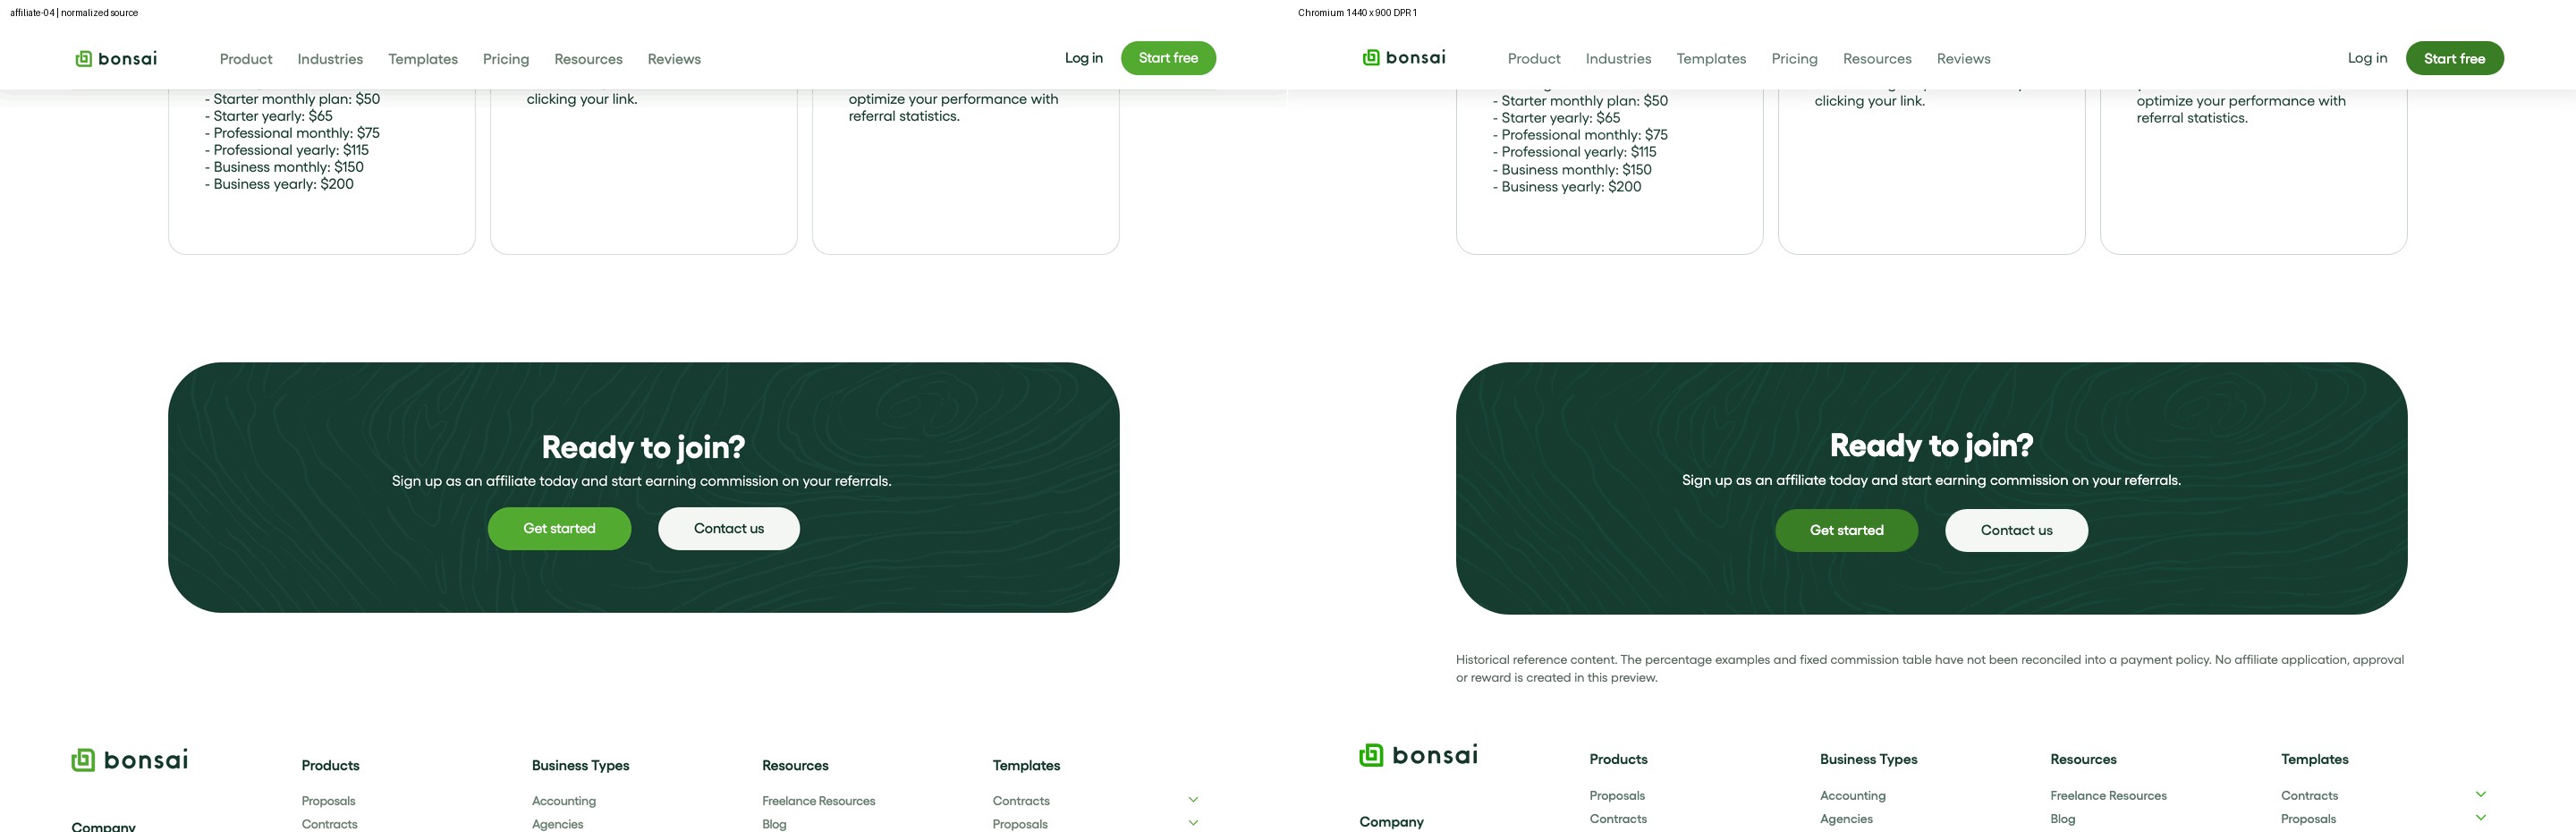 affiliate-04 | normalized source
bonsai
Product Industries Templates Pricing Resources Reviews
Log in
Start free
- Starter monthly plan: $50
- Starter yearly: $65
- Professional monthly: $75
- Professional yearly: $115
- Business monthly: $150
- Business yearly: $200
clicking your link.
optimize your performance with
referral statistics.
Ready to join?
Sign up as an affiliate today and start earning commission on your referrals.
Get started
Contact us
bonsai
Company
Products
Proposals
Contracts
Business Types
Accounting
Agencies
Resources
Freelance Resources
Blog
Templates
Contracts
Proposals
Chromium 1440 x 900 DPR 1
bonsai
Product Industries Templates Pricing Resources Reviews
Log in
Start free
- Starter monthly plan: $50
- Starter yearly: $65
- Professional monthly: $75
- Professional yearly: $115
- Business monthly: $150
- Business yearly: $200
clicking your link.
optimize your performance with
referral statistics.
Ready to join?
Sign up as an affiliate today and start earning commission on your referrals.
Get started
Contact us
Historical reference content. The percentage examples and fixed commission table have not been reconciled into a payment policy. No affiliate application, approval
or reward is created in this preview.
bonsai
Company
Products
Proposals
Contracts
Business Types
Accounting
Agencies
Resources
Freelance Resources
Blog
Templates
Contracts
Proposals